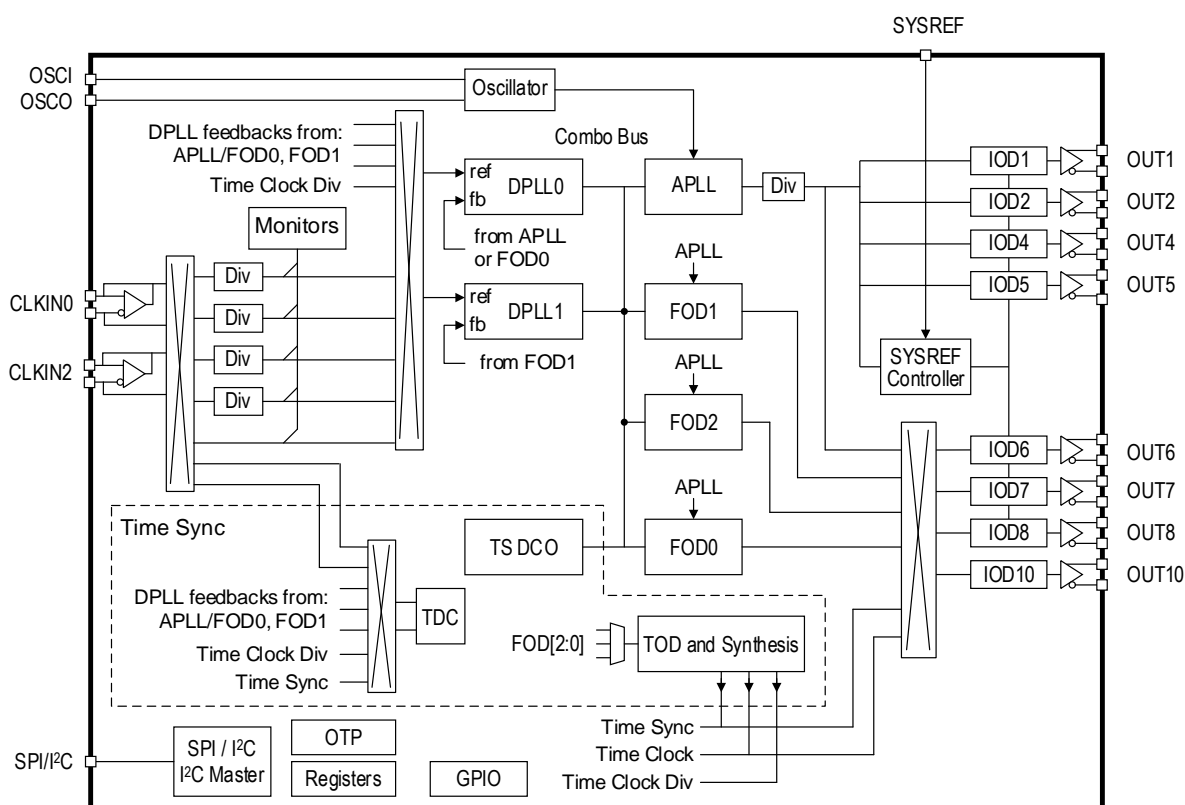 SYSREF
OSCI
OSCO
Oscillator
DPLL feedbacks from:
APLL/FOD0, FOD1
Time Clock Div
Combo Bus
ref
fb
DPLL0
from APLL
or FOD0
APLL
Div
IOD1
OUT1
IOD2
OUT2
IOD4
OUT4
IOD5
OUT5
Monitors
Div
Div
Div
Div
CLKIN0
CLKIN2
ref
fb
DPLL1
from FOD1
APLL
FOD1
APLL
FOD2
APLL
FOD0
SYSREF
Controller
IOD6
OUT6
IOD7
OUT7
IOD8
OUT8
IOD10
OUT10
Time Sync
TS DCO
DPLL feedbacks from:
APLL/FOD0, FOD1
Time Clock Div
Time Sync
TDC
FOD[2:0]
TOD and Synthesis
Time Sync
Time Clock
Time Clock Div
SPI/I²C
SPI / I²C
I²C Master
OTP
Registers
GPIO